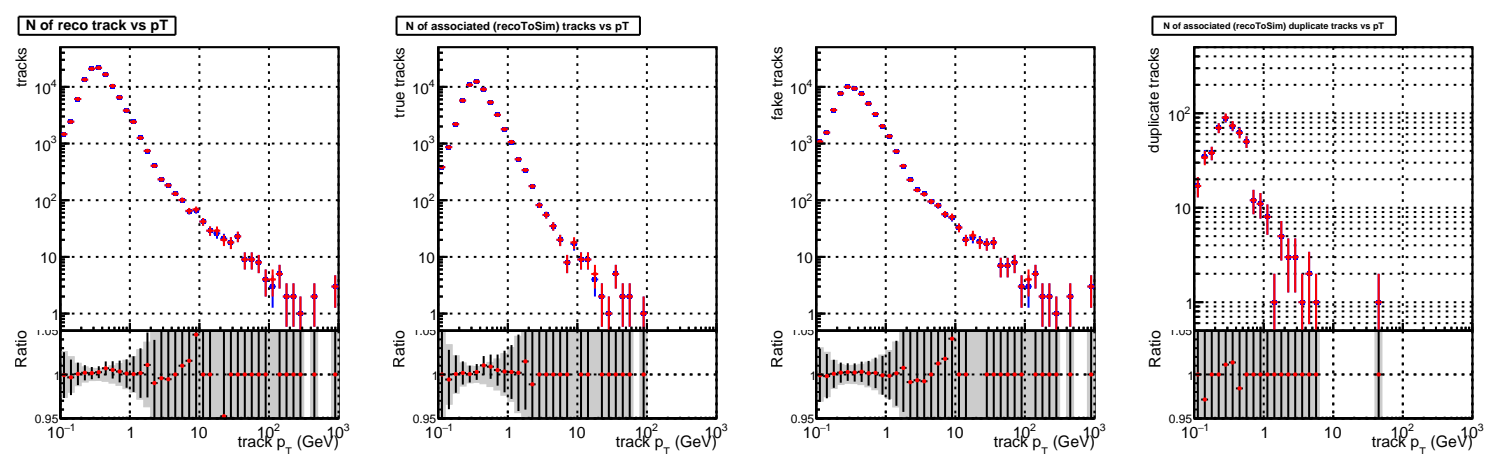 N of reco track vs pT
tracks
10^4
10^3
10^2
10
1
Ratio
1.05
1
0.95
10^−1 1 10 10^2 10^3
track p_T (GeV)
N of associated (recoToSim) tracks vs pT
true tracks
10^4
10^3
10^2
10
1
Ratio
1.05
1
0.95
10^−1 1 10 10^2 10^3
track p_T (GeV)
fake tracks
10^4
10^3
10^2
10
1
Ratio
1.05
1
0.95
10^−1 1 10 10^2 10^3
track p_T (GeV)
N of associated (recoToSim) duplicate tracks vs pT
duplicate tracks
10^2
10
1
Ratio
1.05
1
0.95
10^−1 1 10 10^2 10^3
track p_T (GeV)